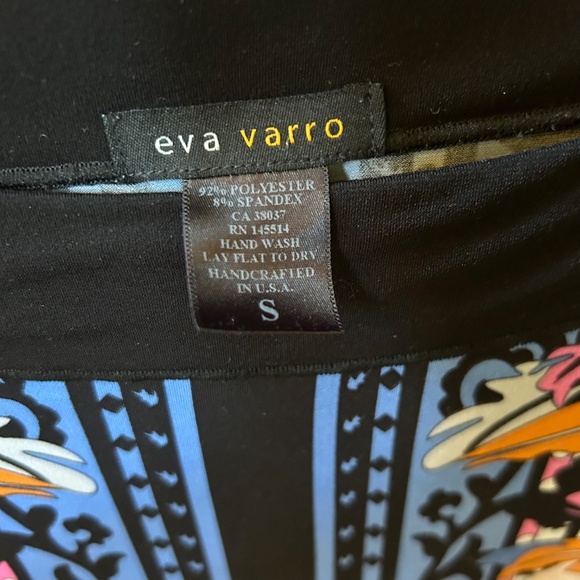 eva varro
92% POLYESTER
8% SPANDEX
CA 38037
RN 145514
HAND WASH
LAY FLAT TO DRY
HANDCRAFTED
IN U.S.A.
S